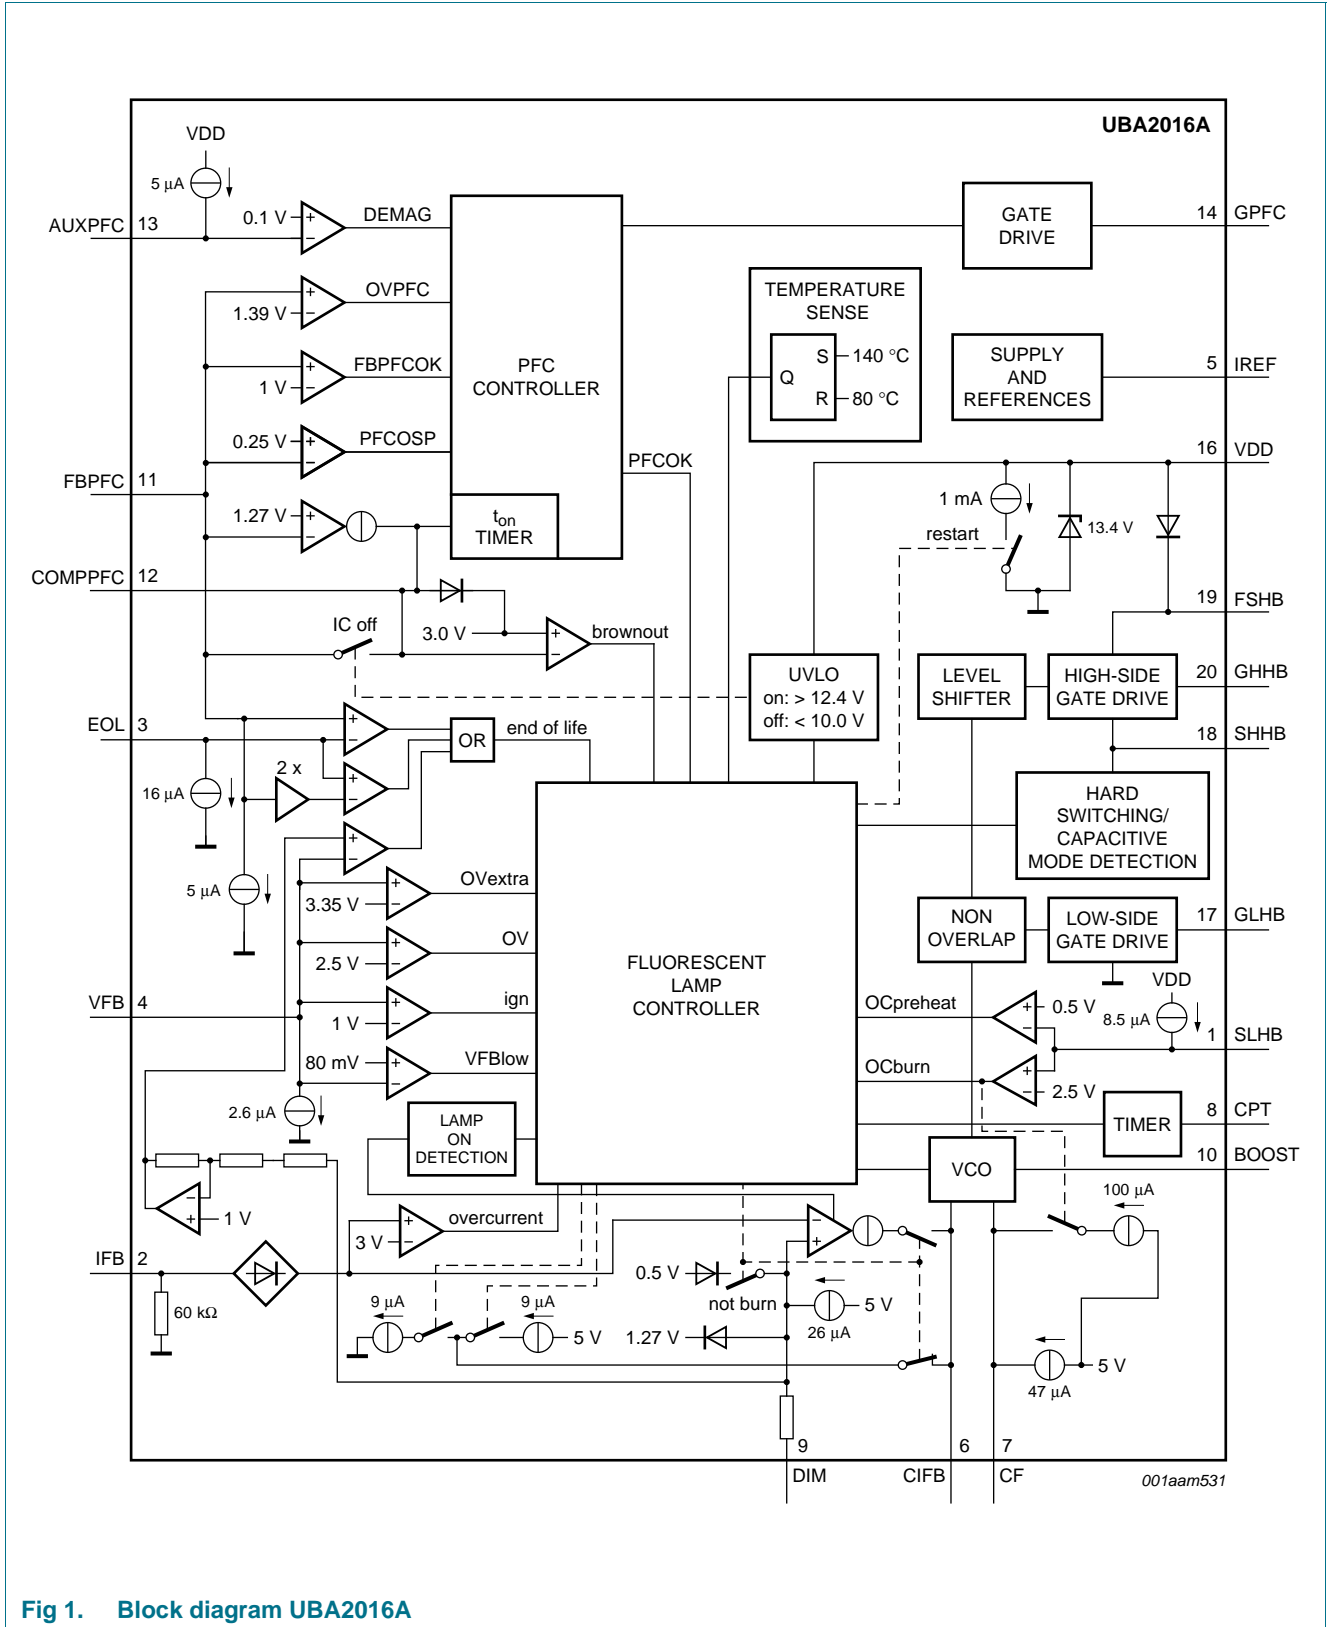 UBA2016A
VDD
5 µA
AUXPFC 13
0.1 V
+
−
DEMAG
+
−
1.39 V
OVPFC
+
−
1 V
FBPFCOK
0.25 V
+
−
PFCOSP
FBPFC 11
1.27 V
+
−
PFC
CONTROLLER
ton
TIMER
PFCOK
GATE
DRIVE
14 GPFC
TEMPERATURE
SENSE
S
140 °C
Q
R
80 °C
SUPPLY
AND
REFERENCES
5 IREF
16 VDD
1 mA
restart
13.4 V
COMPPFC 12
IC off
3.0 V
+
−
brownout
19 FSHB
UVLO
on: > 12.4 V
off: < 10.0 V
LEVEL
SHIFTER
HIGH-SIDE
GATE DRIVE
20 GHHB
18 SHHB
EOL 3
+
−
OR
end of life
16 µA
2 x
+
−
+
−
5 µA
HARD
SWITCHING/
CAPACITIVE
MODE DETECTION
+
−
3.35 V
OVextra
+
−
2.5 V
OV
NON
OVERLAP
LOW-SIDE
GATE DRIVE
17 GLHB
VFB 4
+
−
1 V
ign
FLUORESCENT
LAMP
CONTROLLER
80 mV
+
−
VFBlow
2.6 µA
OCpreheat
+
−
0.5 V
VDD
8.5 µA
1 SLHB
OCburn
+
−
2.5 V
LAMP
ON
DETECTION
TIMER
8 CPT
VCO
10 BOOST
−
+
1 V
100 µA
IFB 2
+
−
3 V
overcurrent
−
+
60 kΩ
9 µA
9 µA
5 V
0.5 V
not burn
26 µA
5 V
1.27 V
5 V
47 µA
9
DIM
6
CIFB
7
CF
001aam531
Fig 1. Block diagram UBA2016A